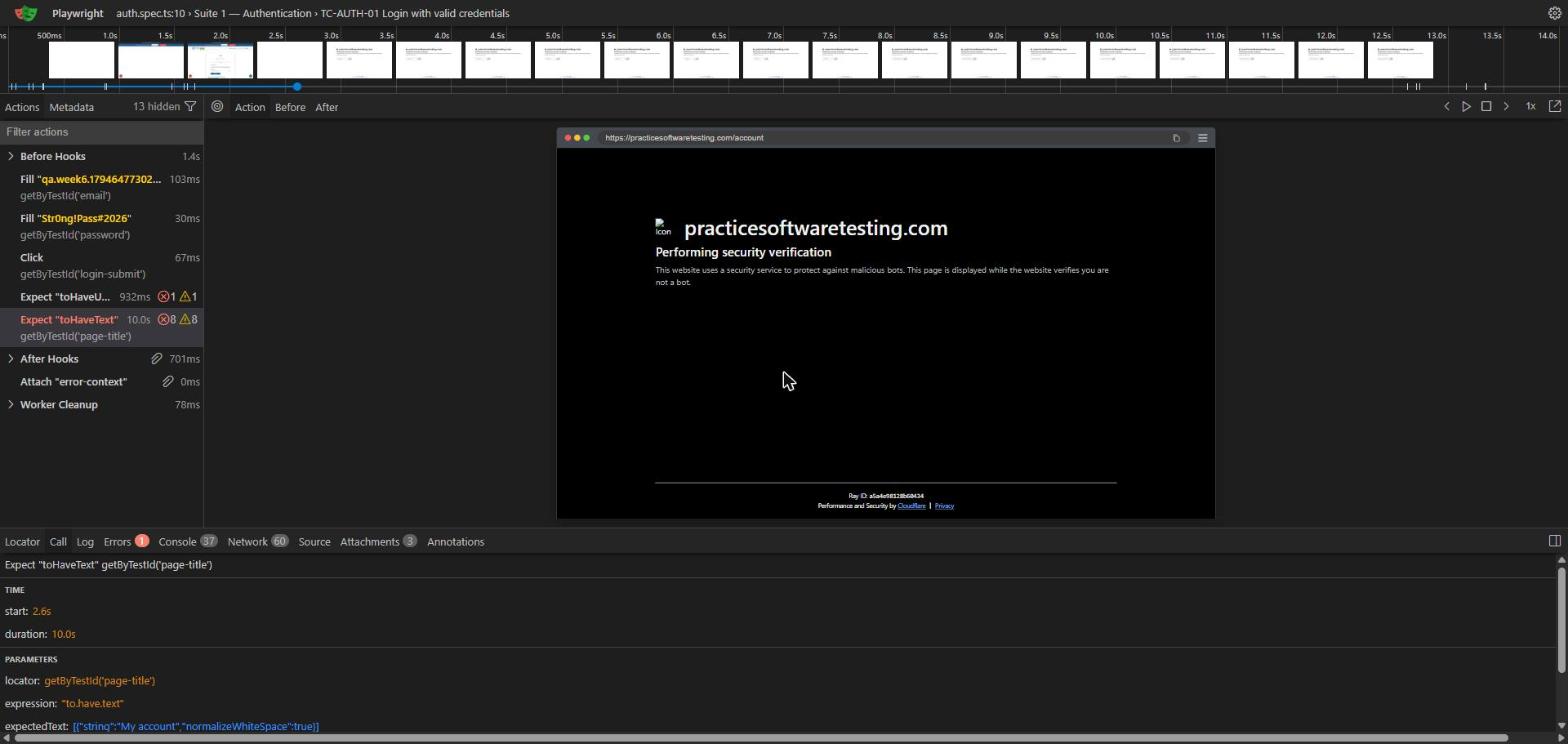 Playwright auth.spec.ts:10 › Suite 1 — Authentication › TC-AUTH-01 Login with valid credentials
500ms 1.0s 1.5s 2.0s 2.5s 3.0s 3.5s 4.0s 4.5s 5.0s 5.5s 6.0s 6.5s 7.0s 7.5s 8.0s 8.5s 9.0s 9.5s 10.0s 10.5s 11.0s 11.5s 12.0s 12.5s 13.0s 13.5s 14.0s
Actions Metadata 13 hidden Action Before After 1x
Filter actions
Before Hooks 1.4s
Fill "qa.week6.17946477302... 103ms
getByTestId('email')
Fill "Str0ng!Pass#2026" 30ms
getByTestId('password')
Click 67ms
getByTestId('login-submit')
Expect "toHaveU... 932ms 1 1
Expect "toHaveText" 10.0s 8 8
getByTestId('page-title')
After Hooks 701ms
Attach "error-context" 0ms
Worker Cleanup 78ms
https://practicesoftwaretesting.com/account
Icon practicesoftwaretesting.com
Performing security verification
This website uses a security service to protect against malicious bots. This page is displayed while the website verifies you are
not a bot.
Ray ID:
Performance and Security by Cloudflare | Privacy
Locator Call Log Errors 1 Console 37 Network 60 Source Attachments 3 Annotations
Expect "toHaveText" getByTestId('page-title')
TIME
start: 2.6s
duration: 10.0s
PARAMETERS
locator: getByTestId('page-title')
expression: "to.have.text"
expectedText: [{"string":"My account","normalizeWhiteSpace":true}]